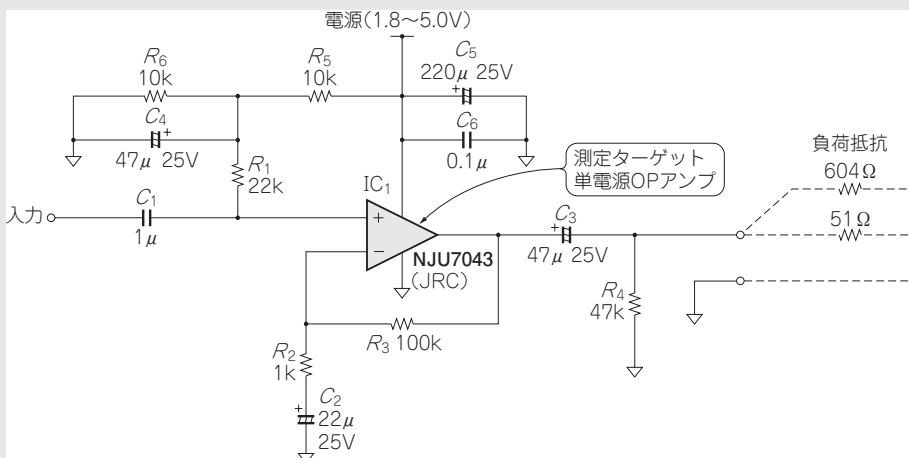 電源(1.8～5.0V)
R6
10k
R5
10k
C5
220μ 25V
C4
47μ 25V
C6
0.1μ
R1
22k
測定ターゲット
単電源OPアンプ
負荷抵抗
604Ω
51Ω
入力
C1
1μ
IC1
NJU7043
(JRC)
C3
47μ 25V
R4
47k
R3 100k
R2
1k
C2
22μ
25V